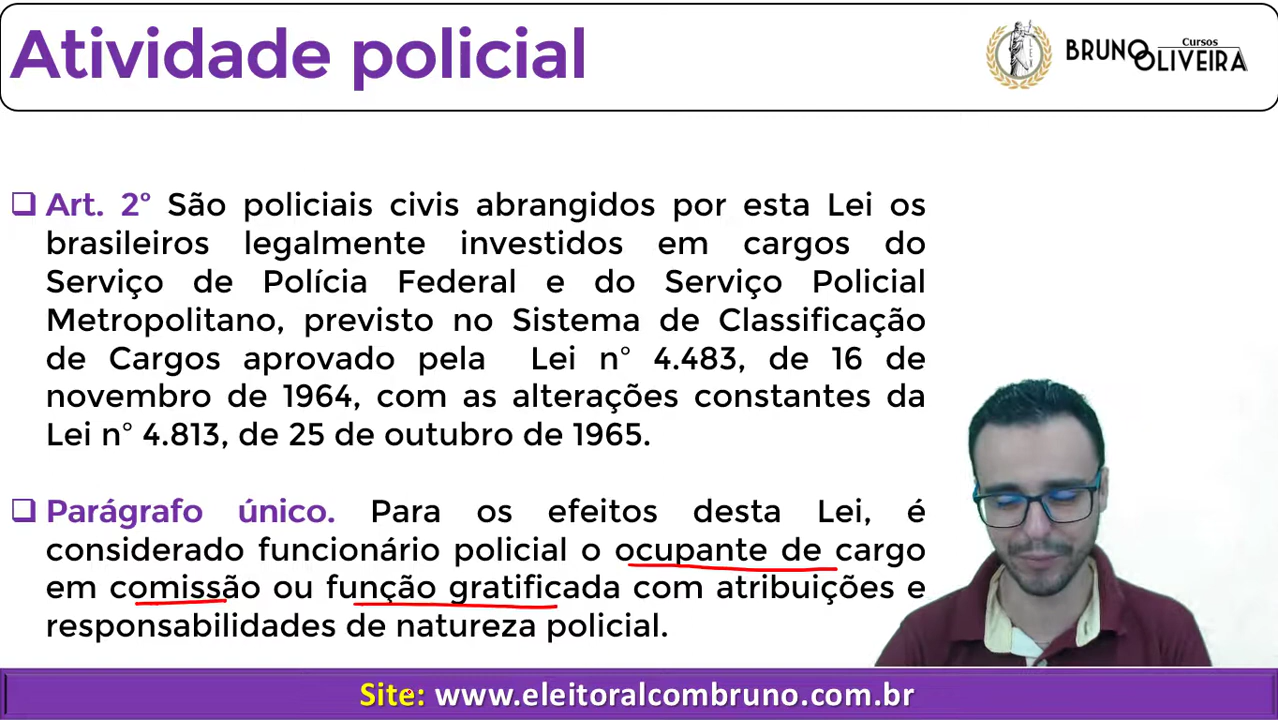 Atividade policial
Cursos
BRUNO
OLIVEIRA
Art. 2° São policiais civis abrangidos por esta Lei os
brasileiros legalmente investidos em cargos do
Serviço de Polícia Federal e do Serviço Policial
Metropolitano, previsto no Sistema de Classificação
de Cargos aprovado pela Lei n° 4.483, de 16 de
novembro de 1964, com as alterações constantes da
Lei n° 4.813, de 25 de outubro de 1965.
Parágrafo único. Para os efeitos desta Lei, é
considerado funcionário policial o ocupante de cargo
em comissão ou função gratificada com atribuições e
responsabilidades de natureza policial.
Site: www.eleitoralcombruno.com.br